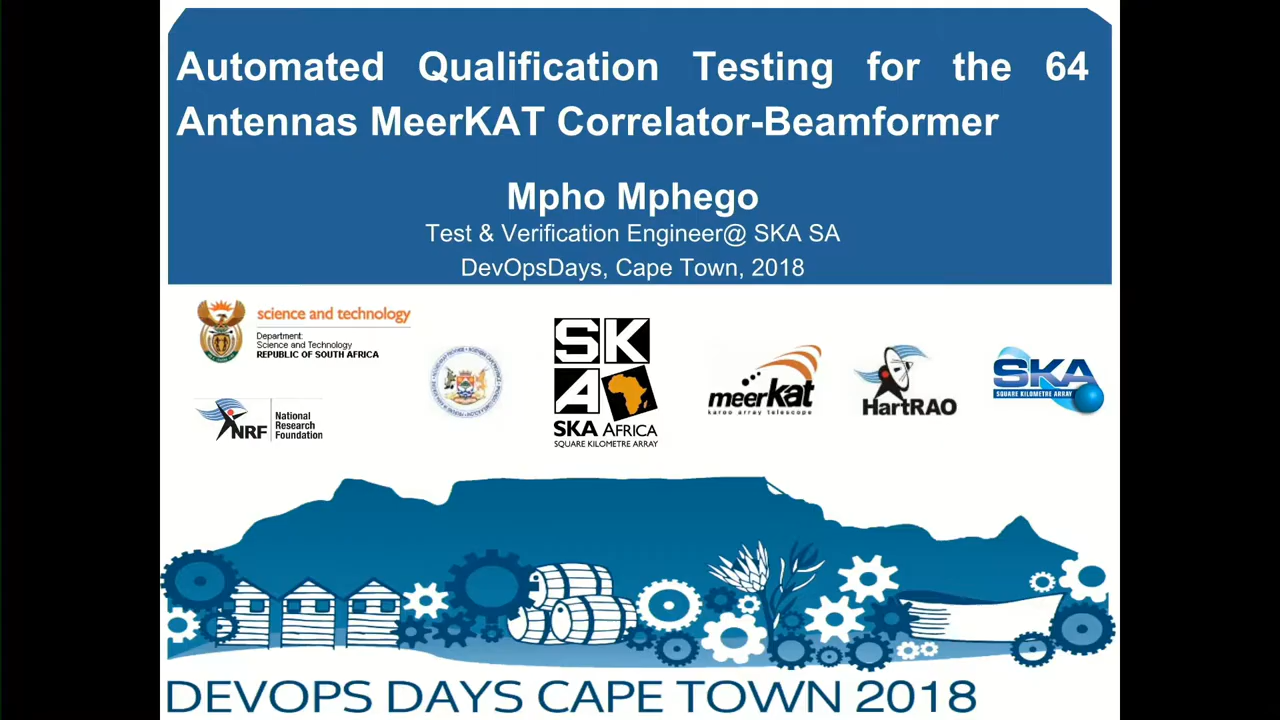 Automated Qualification Testing for the 64
Antennas MeerKAT Correlator-Beamformer
Mpho Mphego
Test & Verification Engineer@ SKA SA
DevOpsDays, Cape Town, 2018
science and technology
Department:
Science and Technology
REPUBLIC OF SOUTH AFRICA
NRF
National
Research
Foundation
SK
A
SKA AFRICA
SQUARE KILOMETRE ARRAY
meerkat
karoo array telescope
HartRAO
SKA
SQUARE KILOMETRE ARRAY
DEVOPS DAYS CAPE TOWN 2018